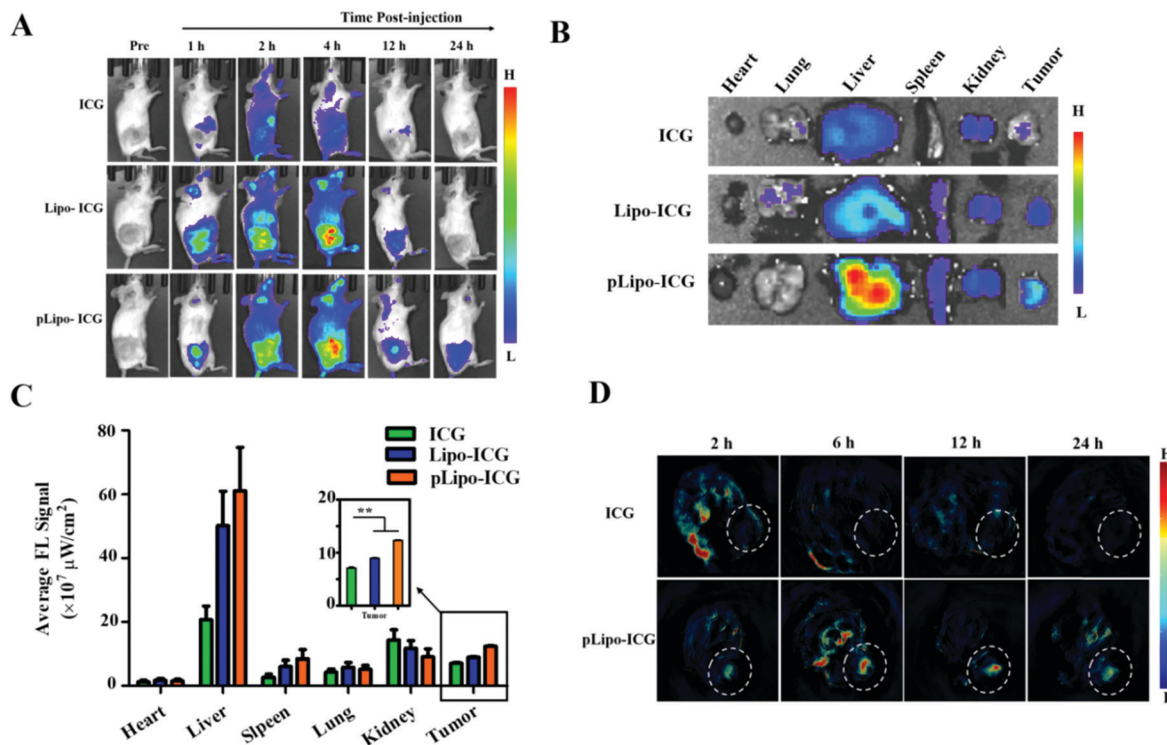 A
Time Post-injection
Pre 1 h 2 h 4 h 12 h 24 h
ICG
Lipo- ICG
pLipo- ICG
H
L
B
Heart Lung Liver Spleen Kidney Tumor
ICG
Lipo-ICG
pLipo-ICG
H
L
C
Average FL Signal
(×10⁷ μW/cm²)
80
60
40
20
0
ICG
Lipo-ICG
pLipo-ICG
20
10
0
**
Tumor
Heart Liver Slpeen Lung Kidney Tumor
D
2 h 6 h 12 h 24 h
ICG
pLipo-ICG